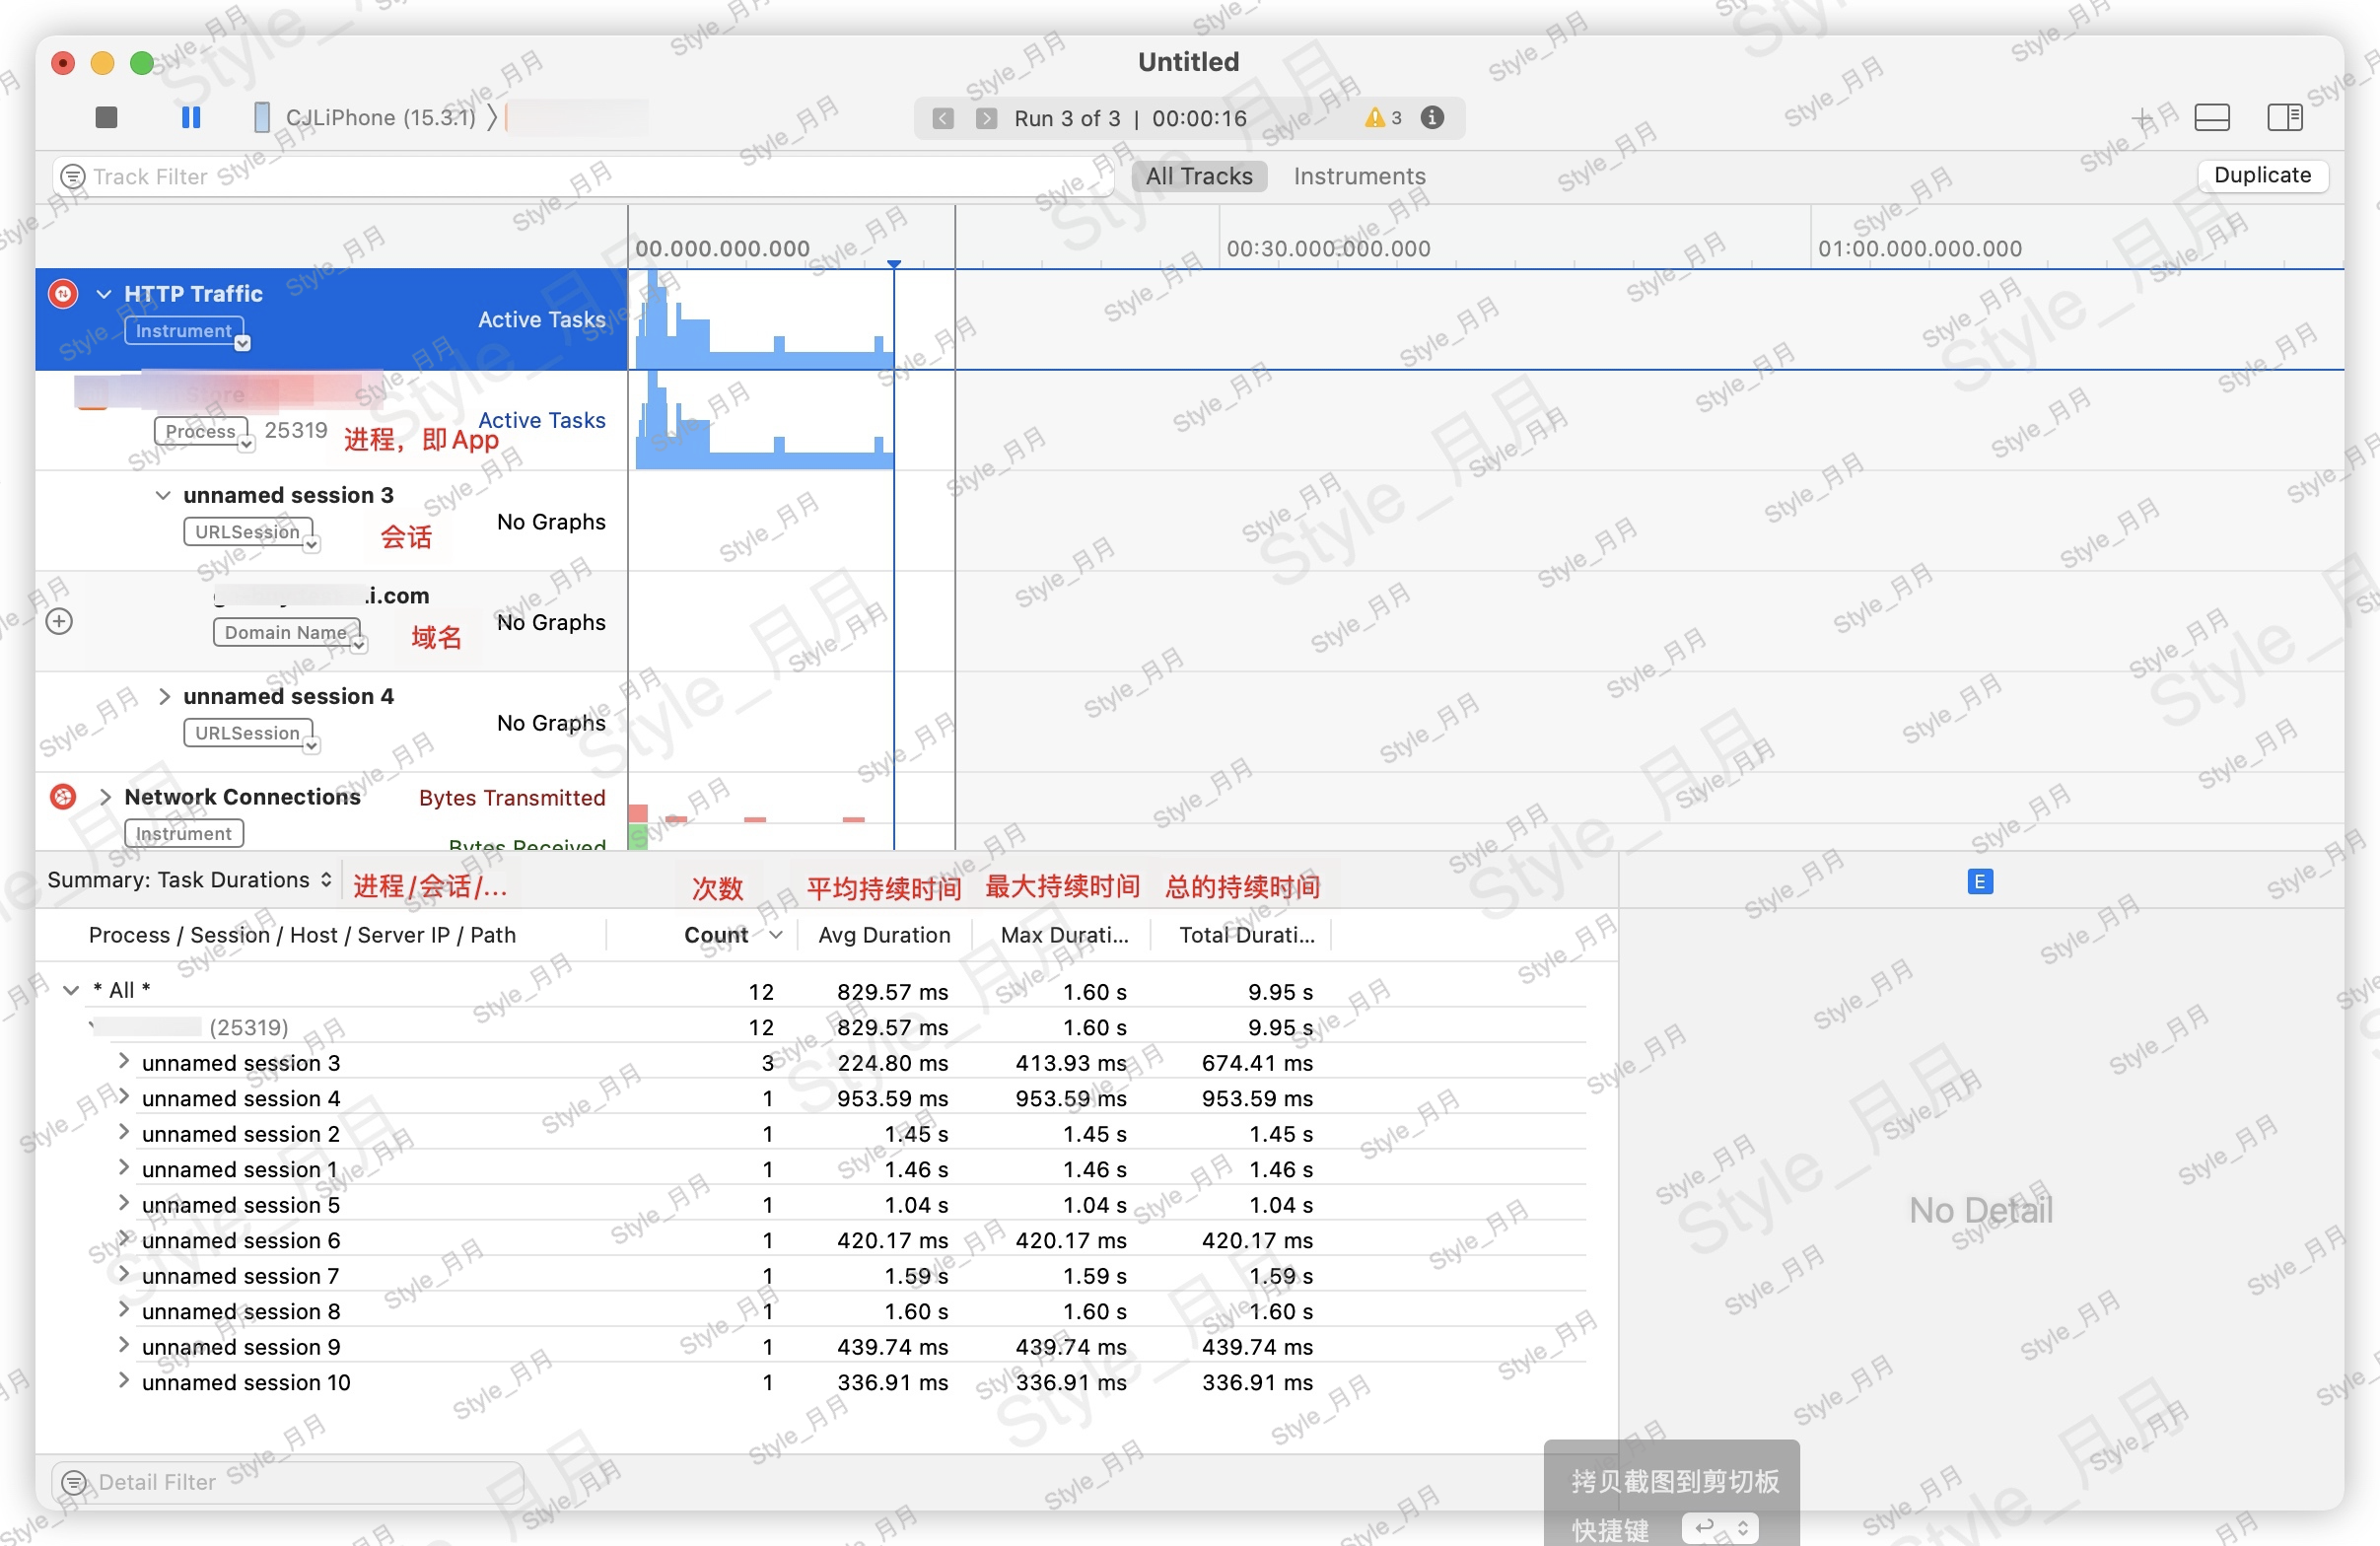 Untitled
CJLiPhone (15.3.1) 〉
Run 3 of 3 | 00:00:16
3
Track Filter
All Tracks
Instruments
Duplicate
00.000.000.000
00:30.000.000.000
01:00.000.000.000
HTTP Traffic
Instrument
Active Tasks
Store
Process
25319
进程，即App
Active Tasks
unnamed session 3
URLSession
会话
No Graphs
.i.com
Domain Name
域名
No Graphs
unnamed session 4
URLSession
No Graphs
Network Connections
Instrument
Bytes Transmitted
Bytes Received
Summary: Task Durations
进程/会话/...
次数
平均持续时间
最大持续时间
总的持续时间
E
Process / Session / Host / Server IP / Path Count Avg Duration Max Durati... Total Durati...
* All * 12 829.57 ms 1.60 s 9.95 s
(25319) 12 829.57 ms 1.60 s 9.95 s
unnamed session 3 3 224.80 ms 413.93 ms 674.41 ms
unnamed session 4 1 953.59 ms 953.59 ms 953.59 ms
unnamed session 2 1 1.45 s 1.45 s 1.45 s
unnamed session 1 1 1.46 s 1.46 s 1.46 s
unnamed session 5 1 1.04 s 1.04 s 1.04 s
unnamed session 6 1 420.17 ms 420.17 ms 420.17 ms
unnamed session 7 1 1.59 s 1.59 s 1.59 s
unnamed session 8 1 1.60 s 1.60 s 1.60 s
unnamed session 9 1 439.74 ms 439.74 ms 439.74 ms
unnamed session 10 1 336.91 ms 336.91 ms 336.91 ms
No Detail
Detail Filter
拷贝截图到剪切板
快捷键
Style_月月